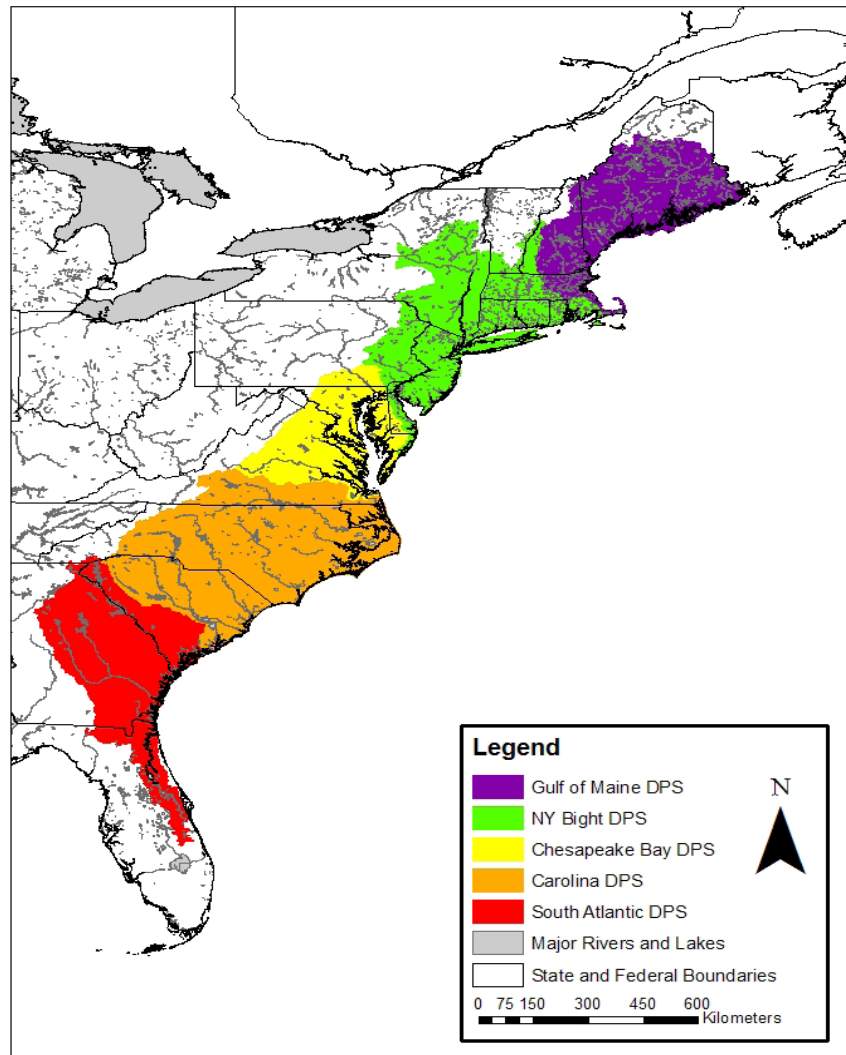 Legend
Gulf of Maine DPS
N
NY Bight DPS
Chesapeake Bay DPS
Carolina DPS
South Atlantic DPS
Major Rivers and Lakes
State and Federal Boundaries
0 75 150 300 450 600
Kilometers